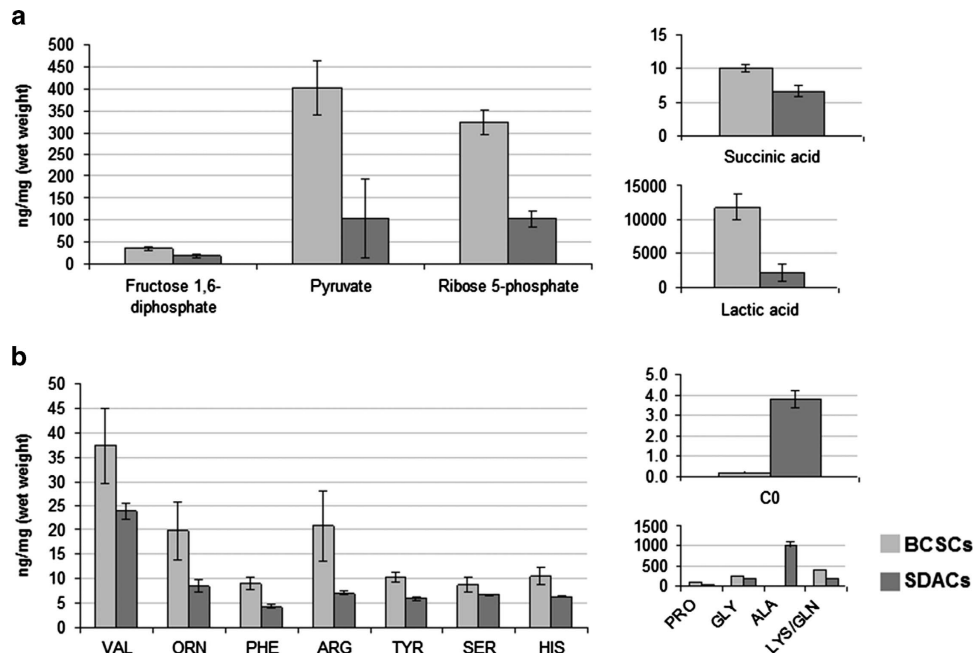 a
ng/mg (wet weight)
500
450
400
350
300
250
200
150
100
50
0
Fructose 1,6-
diphosphate
Pyruvate
Ribose 5-phosphate
15
10
5
0
Succinic acid
15000
10000
5000
0
Lactic acid
b
ng/mg (wet weight)
50
45
40
35
30
25
20
15
10
5
0
VAL ORN PHE ARG TYR SER HIS
5.0
4.0
3.0
2.0
1.0
0.0
C0
1500
1000
500
0
PRO GLY ALA LYS/GLN
BCSCs
SDACs